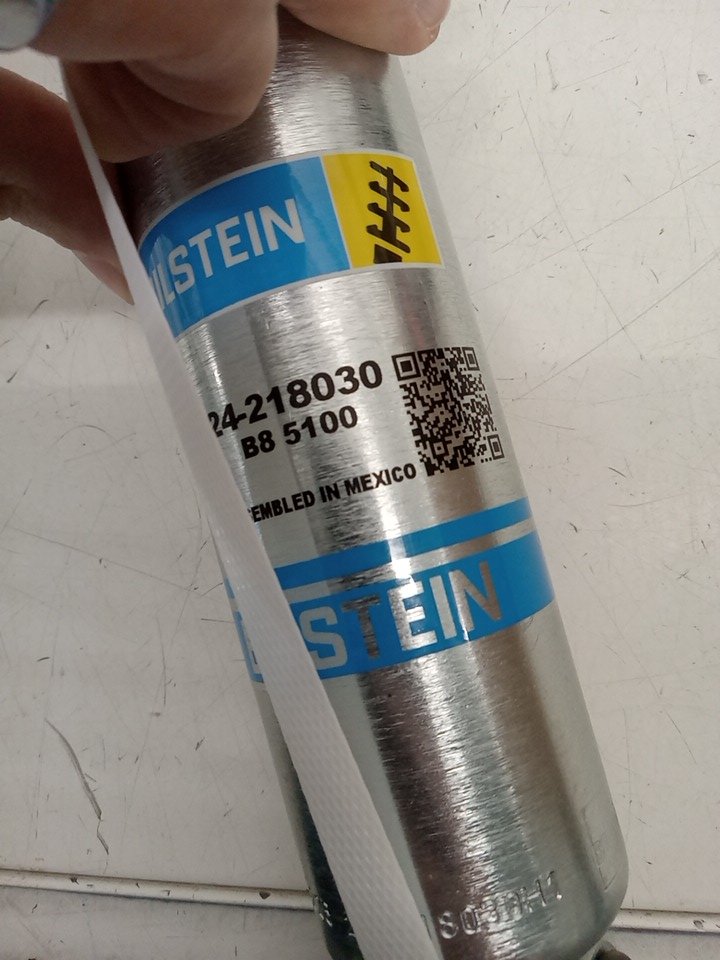 ILSTEIN
24-218030
B8 5100
EMBLED IN MEXICO
STEIN